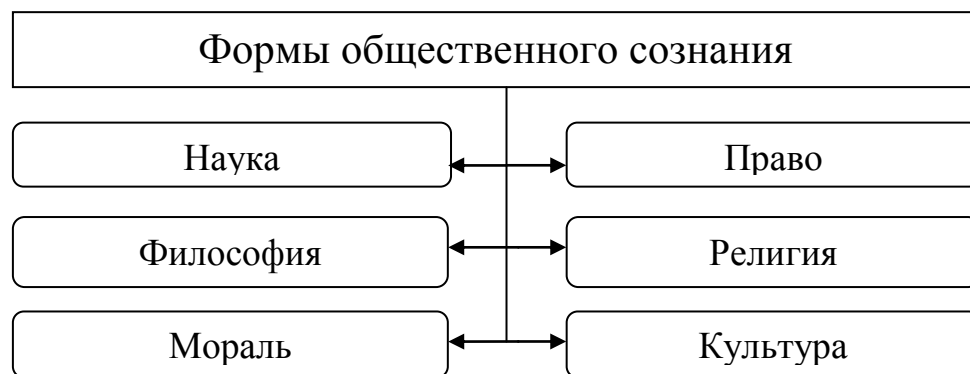 Формы общественного сознания
Наука
Право
Философия
Религия
Мораль
Культура